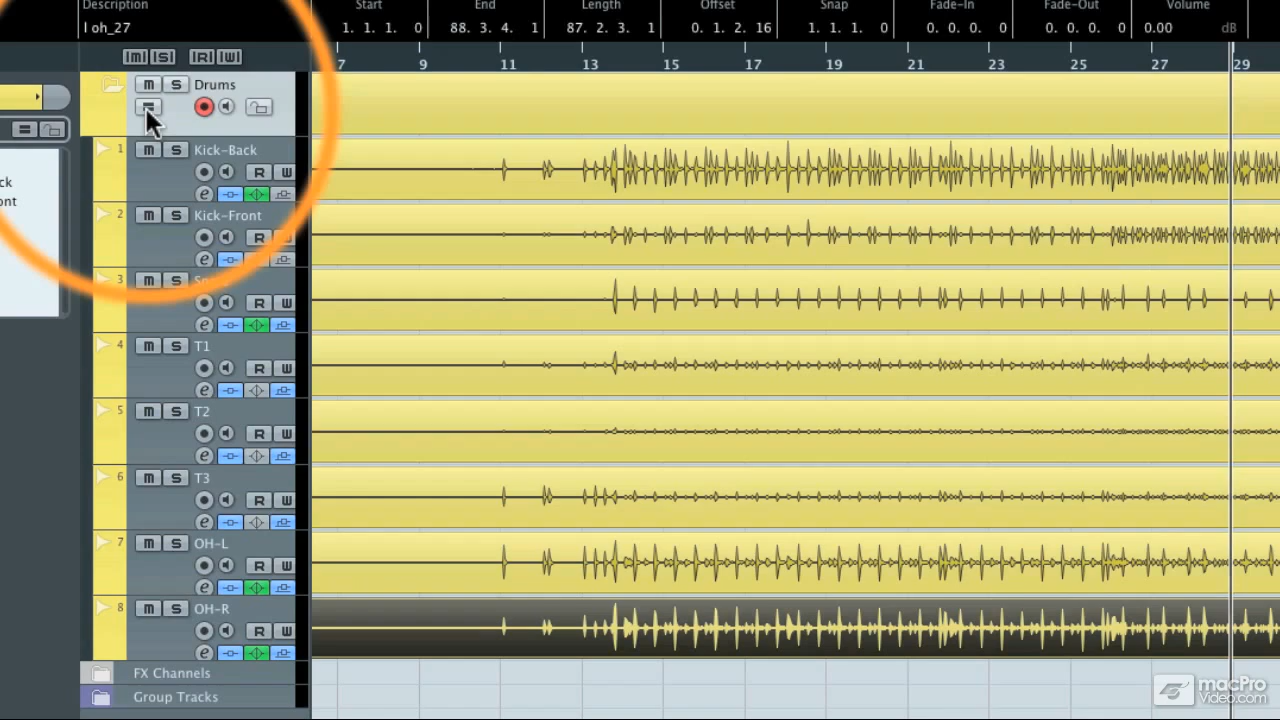 Description Start End Length Offset Snap Fade-In Fade-Out Volume
l oh_27 1. 1. 1. 0 88. 3. 4. 1 87. 2. 3. 1 0. 1. 2. 16 1. 1. 1. 0 0. 0. 0. 0 0. 0. 0. 0 0.00 dB
[M] [S] [R] [W]
7 9 11 13 15 17 19 21 23 25 27 29
m S Drums
1 m S Kick-Back
R W
e
ck
ont
2 m S Kick-Front
R
e
3 m S
R W
e
4 m S T1
R W
e
5 m S T2
R W
e
6 m S T3
R W
e
7 m S OH-L
R W
e
8 m S OH-R
R W
e
FX Channels
Group Tracks
macPro
Video.com